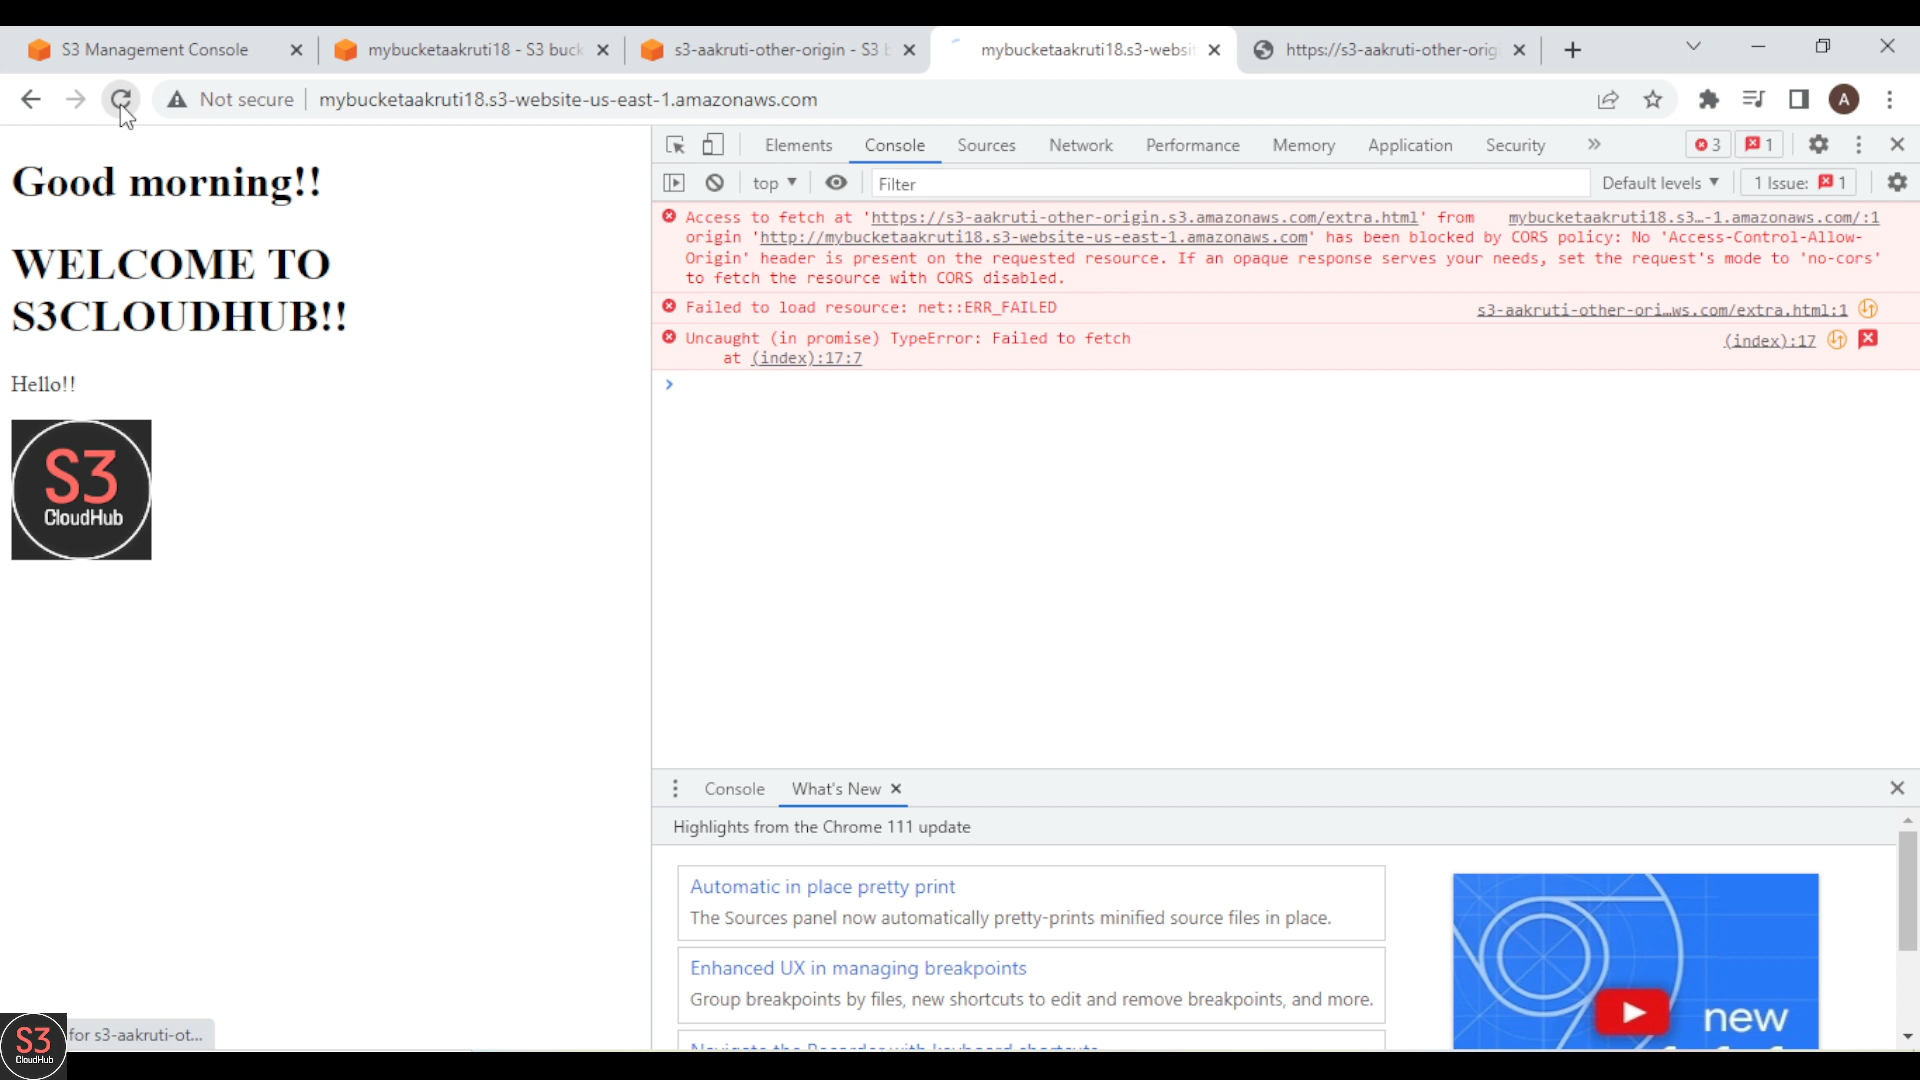 S3 Management Console
mybucketaakruti18 - S3 buck
s3-aakruti-other-origin - S3 b
mybucketaakruti18.s3-websit
https://s3-aakruti-other-orig
Not secure
mybucketaakruti18.s3-website-us-east-1.amazonaws.com
A
Good morning!!
WELCOME TO
S3CLOUDHUB!!
Hello!!
S3
CloudHub
Elements
Console
Sources
Network
Performance
Memory
Application
Security
3
1
top
Filter
Default levels
1 Issue: 1
Access to fetch at 'https://s3-aakruti-other-origin.s3.amazonaws.com/extra.html' from mybucketaakruti18.s3…-1.amazonaws.com/:1
origin 'http://mybucketaakruti18.s3-website-us-east-1.amazonaws.com' has been blocked by CORS policy: No 'Access-Control-Allow-
Origin' header is present on the requested resource. If an opaque response serves your needs, set the request's mode to 'no-cors'
to fetch the resource with CORS disabled.
Failed to load resource: net::ERR_FAILED s3-aakruti-other-ori…ws.com/extra.html:1
Uncaught (in promise) TypeError: Failed to fetch (index):17
at (index):17:7
Console
What's New
Highlights from the Chrome 111 update
Automatic in place pretty print
The Sources panel now automatically pretty-prints minified source files in place.
Enhanced UX in managing breakpoints
Group breakpoints by files, new shortcuts to edit and remove breakpoints, and more.
new
for s3-aakruti-ot...
S3
CloudHub